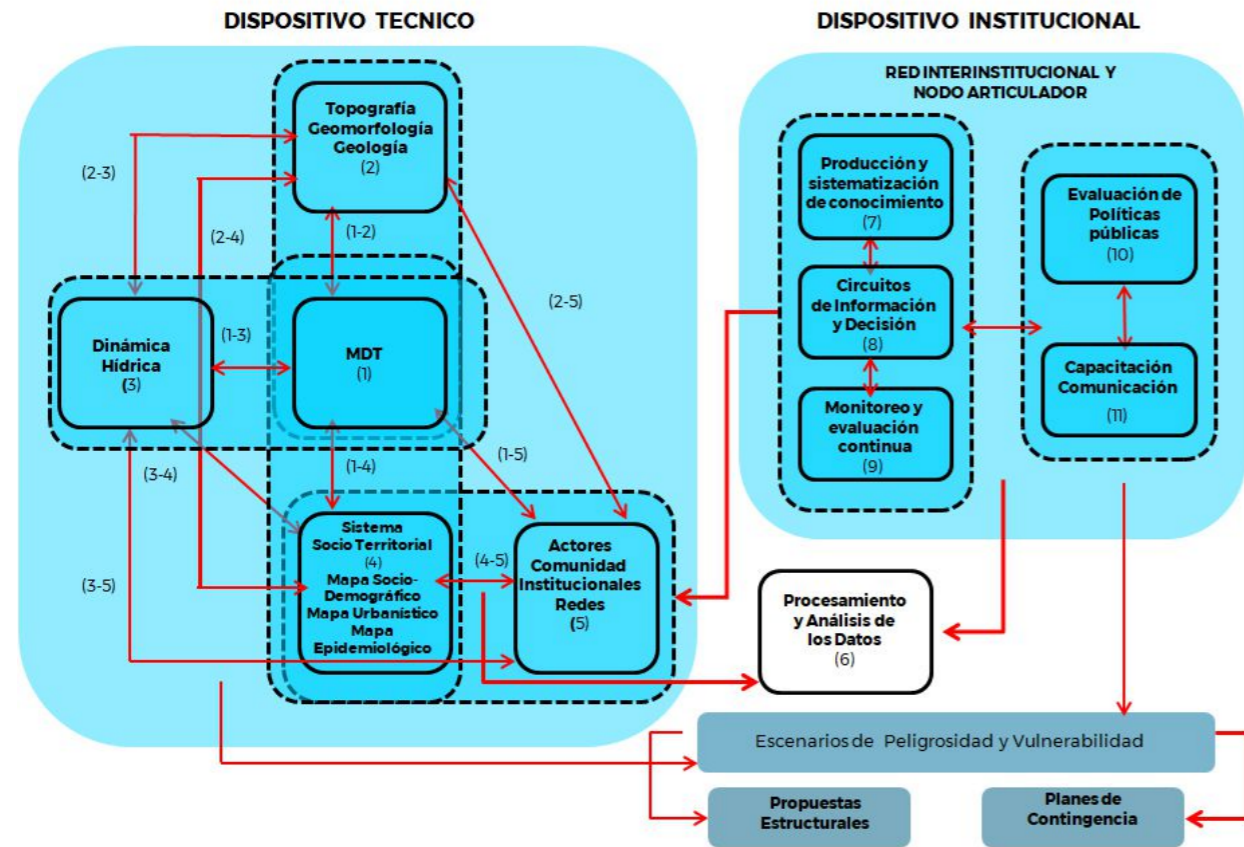 DISPOSITIVO TECNICO
Topografía
Geomorfología
Geología
(2)
(2-3)
(2-4)
(1-2)
(2-5)
Dinámica
Hídrica
(3)
(1-3)
MDT
(1)
(3-4)
(1-4)
(1-5)
(3-5)
Sistema
Socio Territorial
(4)
Mapa Socio-
Demográfico
Mapa Urbanístico
Mapa
Epidemiológico
(4-5)
Actores
Comunidad
Institucionales
Redes
(5)
DISPOSITIVO INSTITUCIONAL
RED INTERINSTITUCIONAL Y
NODO ARTICULADOR
Producción y
sistematización
de conocimiento
(7)
Circuitos
de Información
y Decisión
(8)
Monitoreo y
evaluación
continua
(9)
Evaluación de
Políticas
públicas
(10)
Capacitación
Comunicación
(11)
Procesamiento
y Análisis de
los Datos
(6)
Escenarios de Peligrosidad y Vulnerabilidad
Propuestas
Estructurales
Planes de
Contingencia